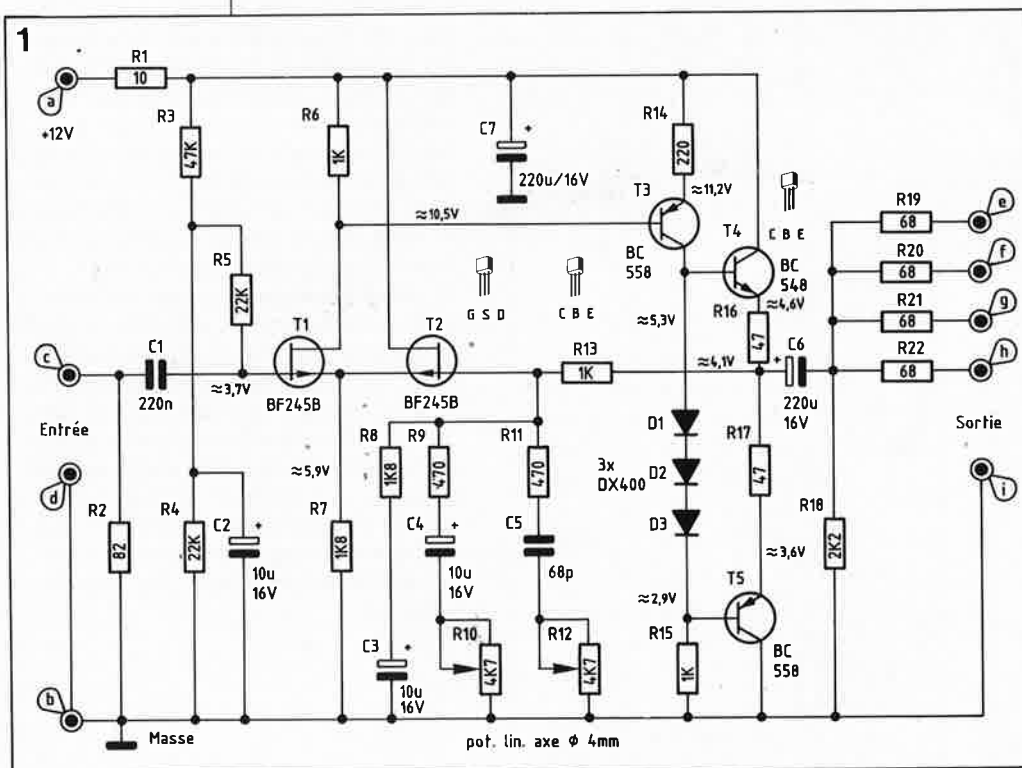 1
a
R1
10
+12V
R3
47K
R6
1K
C7
+
220u/16V
R14
220
≈11,2V
T3
BC
558
≈10,5V
C B E
T4
BC
548
≈4,6V
R19
68
e
R20
68
f
R21
68
g
R22
68
h
R5
22K
G S D
C B E
≈5,3V
R16
47
c
C1
220n
≈3,7V
T1
BF245B
T2
BF245B
R13
1K
≈4,1V
+
C6
220u
16V
Entrée
Sortie
d
i
R2
82
R4
22K
C2
+
10u
16V
≈5,9V
R7
1K8
R8
1K8
R9
470
R11
470
C4
+
10u
16V
C5
68p
D1
D2
D3
3x
DX400
R17
47
R18
2K2
≈3,6V
≈2,9V
T5
BC
558
C3
+
10u
16V
R10
4K7
R12
4K7
R15
1K
b
Masse
pot. lin. axe φ 4mm